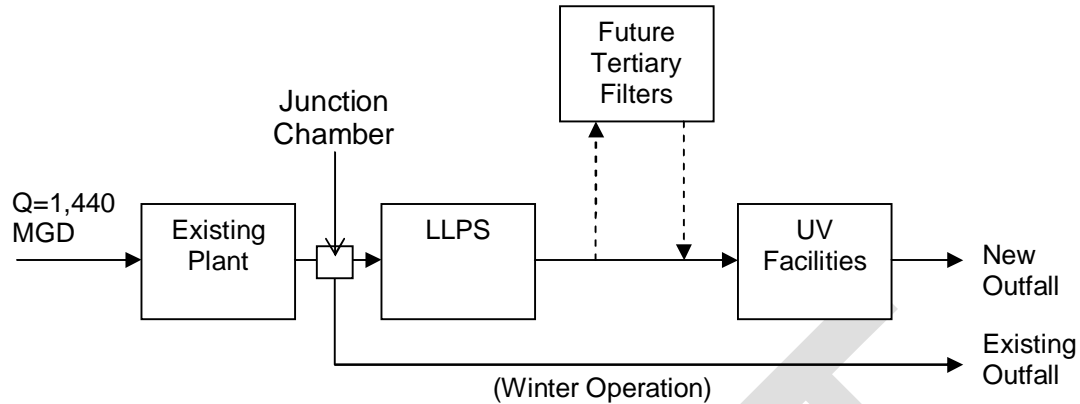 Future
Tertiary
Filters
Junction
Chamber
Q=1,440
MGD
Existing
Plant
LLPS
UV
Facilities
New
Outfall
Existing
Outfall
(Winter Operation)